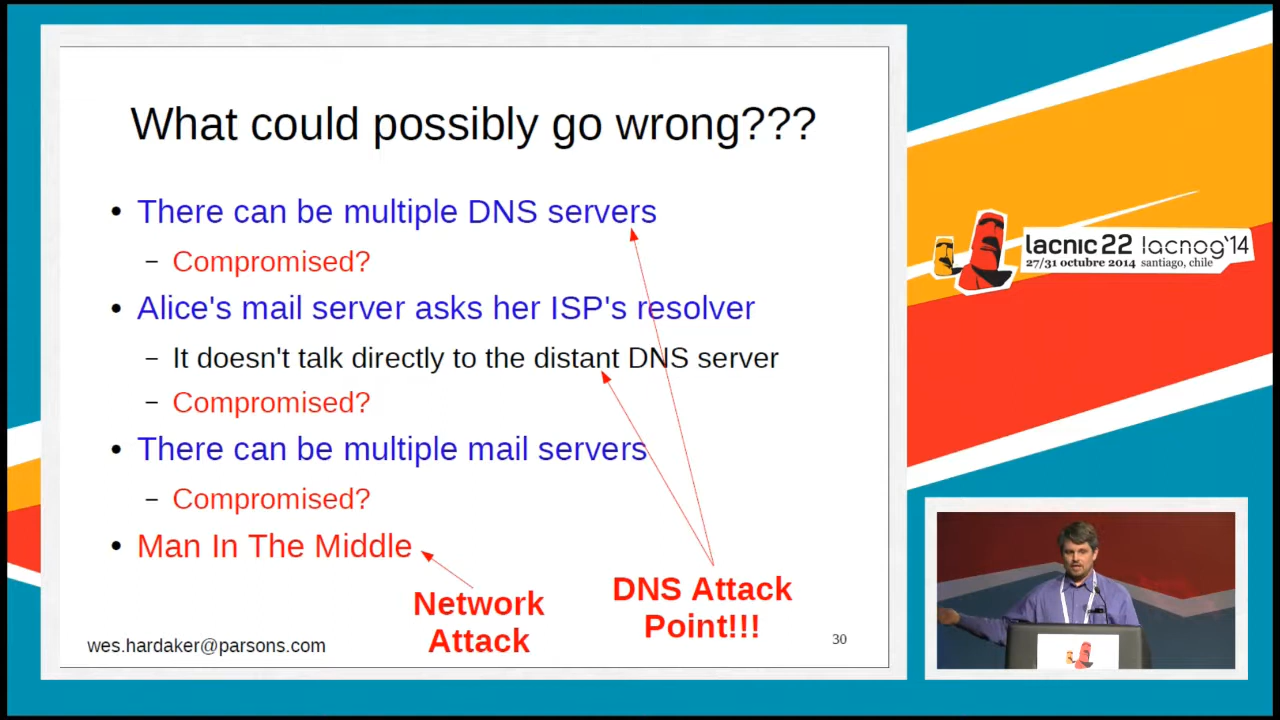 What could possibly go wrong???
• There can be multiple DNS servers
– Compromised?
• Alice's mail server asks her ISP's resolver
– It doesn't talk directly to the distant DNS server
– Compromised?
• There can be multiple mail servers
– Compromised?
• Man In The Middle
Network
Attack
DNS Attack
Point!!!
wes.hardaker@parsons.com
30
lacnic 22 lacnog'14
27/31 octubre 2014 santiago, chile